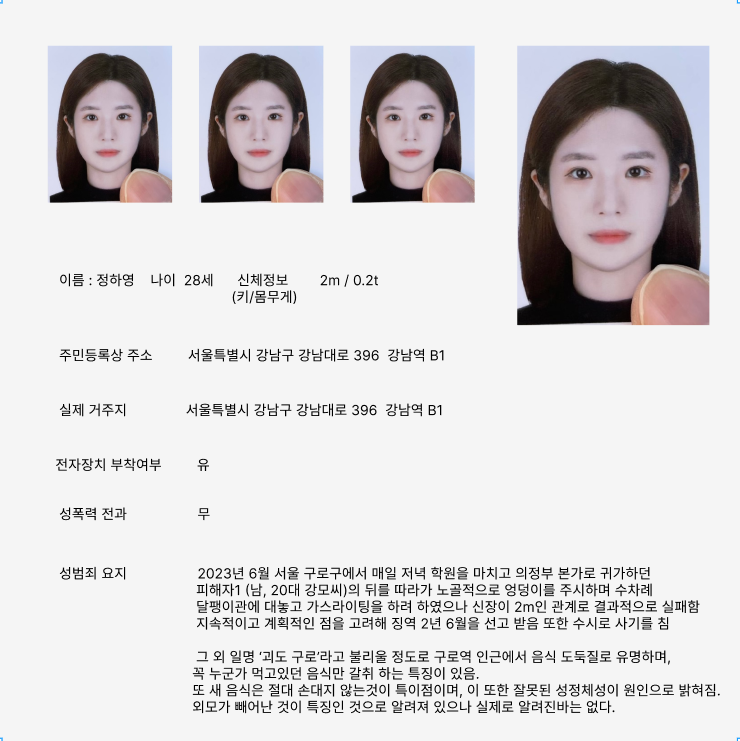 이름 : 정하영 나이 28세 신체정보 2m / 0.2t
(키/몸무게)
주민등록상 주소 서울특별시 강남구 강남대로 396 강남역 B1
실제 거주지 서울특별시 강남구 강남대로 396 강남역 B1
전자장치 부착여부 유
성폭력 전과 무
성범죄 요지 2023년 6월 서울 구로구에서 매일 저녁 학원을 마치고 의정부 본가로 귀가하던
피해자1 (남, 20대 강모씨)의 뒤를 따라가 노골적으로 엉덩이를 주시하며 수차례
달팽이관에 대놓고 가스라이팅을 하려 하였으나 신장이 2m인 관계로 결과적으로 실패함
지속적이고 계획적인 점을 고려해 징역 2년 6월을 선고 받음 또한 수시로 사기를 침
그 외 일명 ‘괴도 구로’라고 불리울 정도로 구로역 인근에서 음식 도둑질로 유명하며,
꼭 누군가 먹고있던 음식만 갈취 하는 특징이 있음.
또 새 음식은 절대 손대지 않는것이 특이점이며, 이 또한 잘못된 성정체성이 원인으로 밝혀짐.
외모가 빼어난 것이 특징인 것으로 알려져 있으나 실제로 알려진바는 없다.